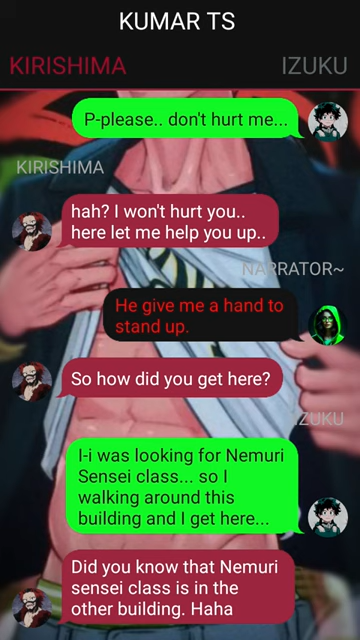 KUMAR TS
KIRISHIMA
IZUKU
P-please.. don't hurt me...
KIRISHIMA
hah? I won't hurt you..
here let me help you up..
NARRATOR~
He give me a hand to
stand up.
So how did you get here?
IZUKU
I-i was looking for Nemuri
Sensei class... so I
walking around this
building and I get here...
Did you know that Nemuri
sensei class is in the
other building. Haha